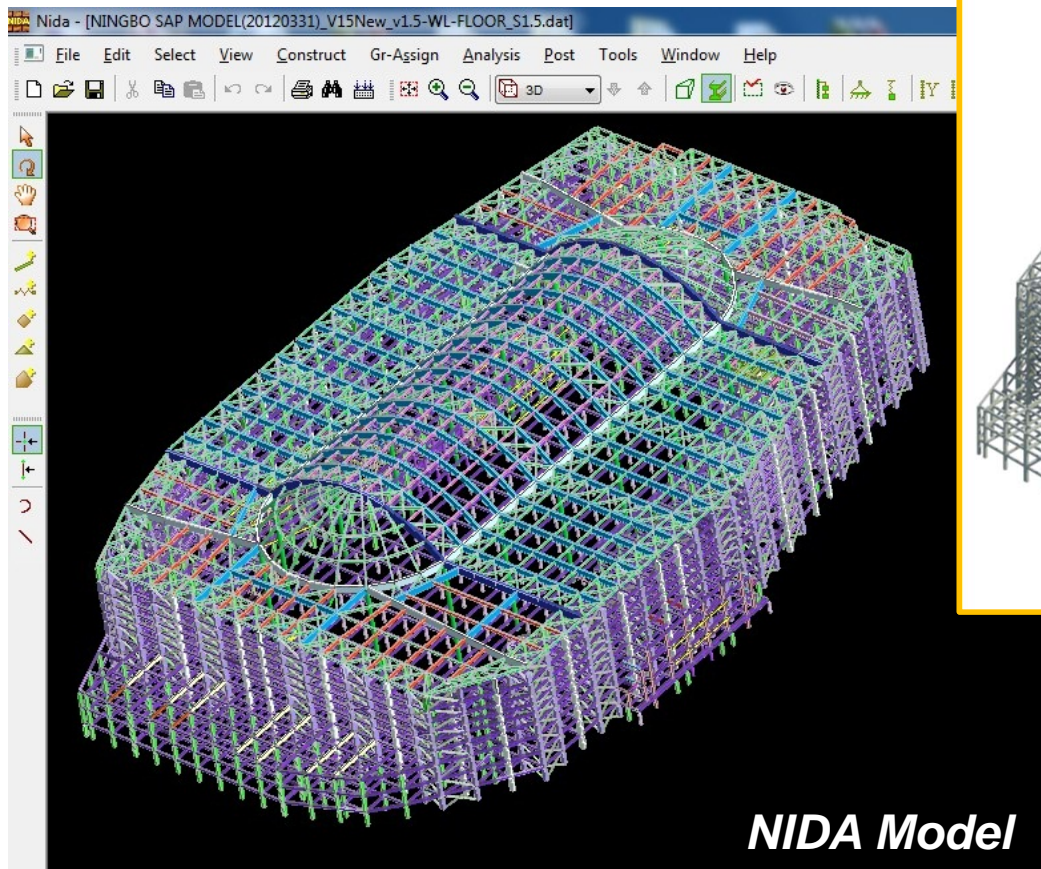 NIDA Nida - [NINGBO SAP MODEL(20120331)_V15New_v1.5-WL-FLOOR_S1.5.dat]
File Edit Select View Construct Gr-Assign Analysis Post Tools Window Help
3D
NIDA Model